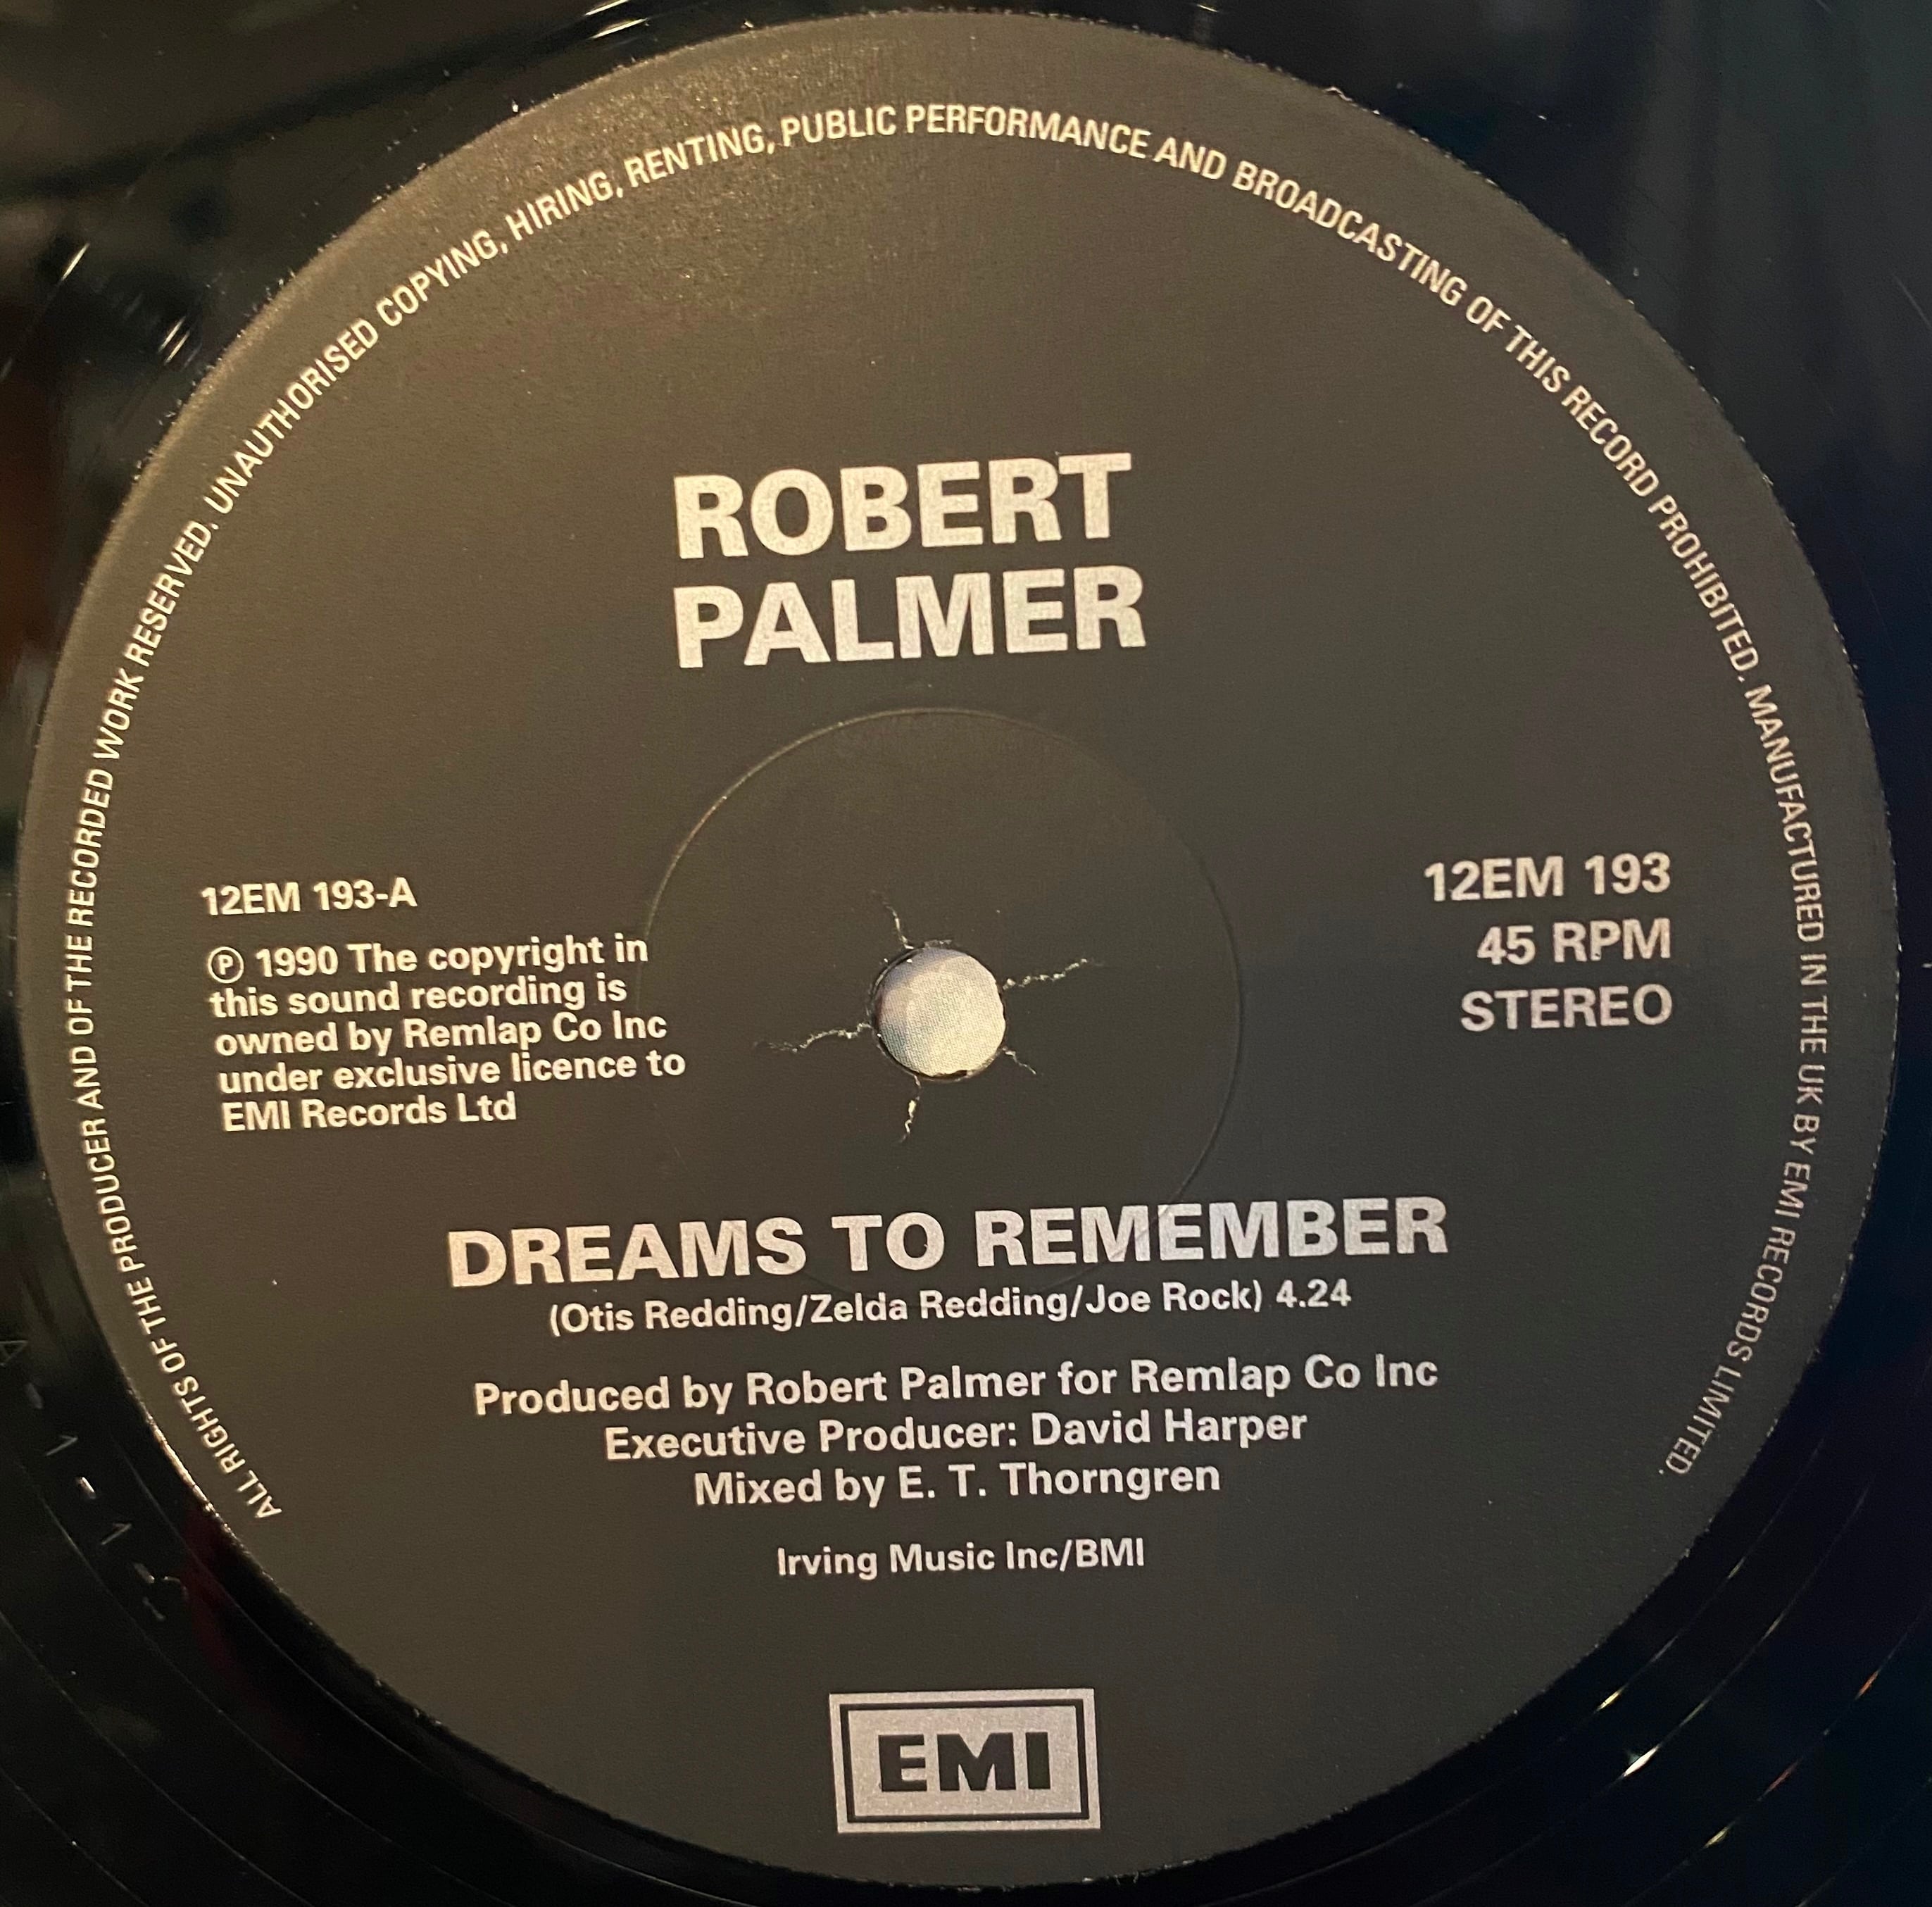 ALL RIGHTS OF THE PRODUCER AND OF THE RECORDED WORK RESERVED. UNAUTHORISED COPYING, HIRING, RENTING, PUBLIC PERFORMANCE AND BROADCASTING OF THIS RECORD PROHIBITED. MANUFACTURED IN THE UK BY EMI RECORDS LIMITED.
ROBERT
PALMER
12EM 193-A
℗ 1990 The copyright in
this sound recording is
owned by Remlap Co Inc
under exclusive licence to
EMI Records Ltd
12EM 193
45 RPM
STEREO
DREAMS TO REMEMBER
(Otis Redding/Zelda Redding/Joe Rock) 4.24
Produced by Robert Palmer for Remlap Co Inc
Executive Producer: David Harper
Mixed by E. T. Thorngren
Irving Music Inc/BMI
EMI